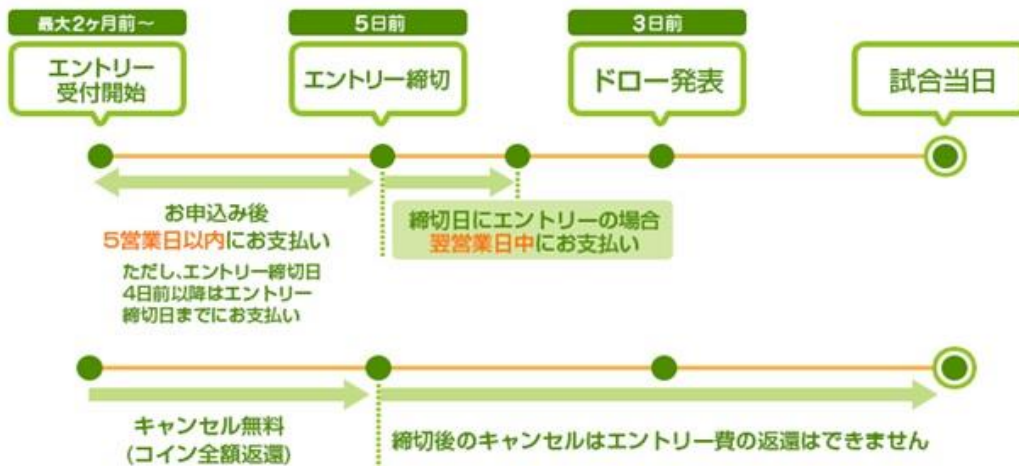 最大2ヶ月前～
エントリー
受付開始
5日前
エントリー締切
3日前
ドロー発表
試合当日
お申込み後
5営業日以内にお支払い
ただし、エントリー締切日
4日前以降はエントリー
締切日までにお支払い
締切日にエントリーの場合
翌営業日中にお支払い
キャンセル無料
(コイン全額返還)
締切後のキャンセルはエントリー費の返還はできません